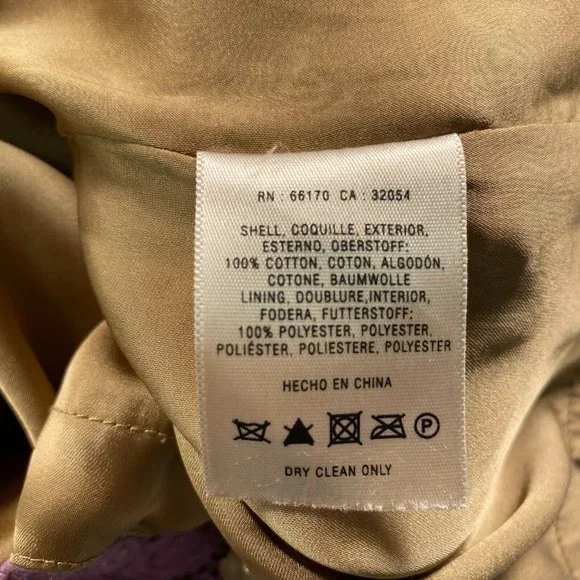 RN : 66170 CA : 32054
SHELL, COQUILLE, EXTERIOR,
ESTERNO, OBERSTOFF:
100% COTTON, COTON, ALGODÓN,
COTONE, BAUMWOLLE
LINING, DOUBLURE,INTERIOR,
FODERA, FUTTERSTOFF:
100% POLYESTER, POLYESTER,
POLIÉSTER, POLIESTERE, POLYESTER
HECHO EN CHINA
P
DRY CLEAN ONLY